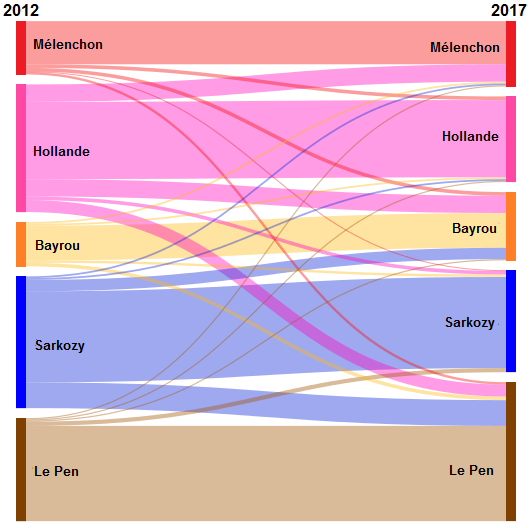 2012 2017
Mélenchon Mélenchon
Hollande Hollande
Bayrou Bayrou
Sarkozy Sarkozy
Le Pen Le Pen